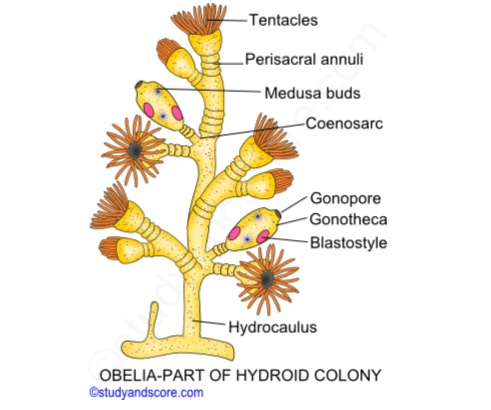 Tentacles
Perisacral annuli
Medusa buds
Coenosarc
Gonopore
Gonotheca
Blastostyle
Hydrocaulus
OBELIA-PART OF HYDROID COLONY
©studyandscore.com